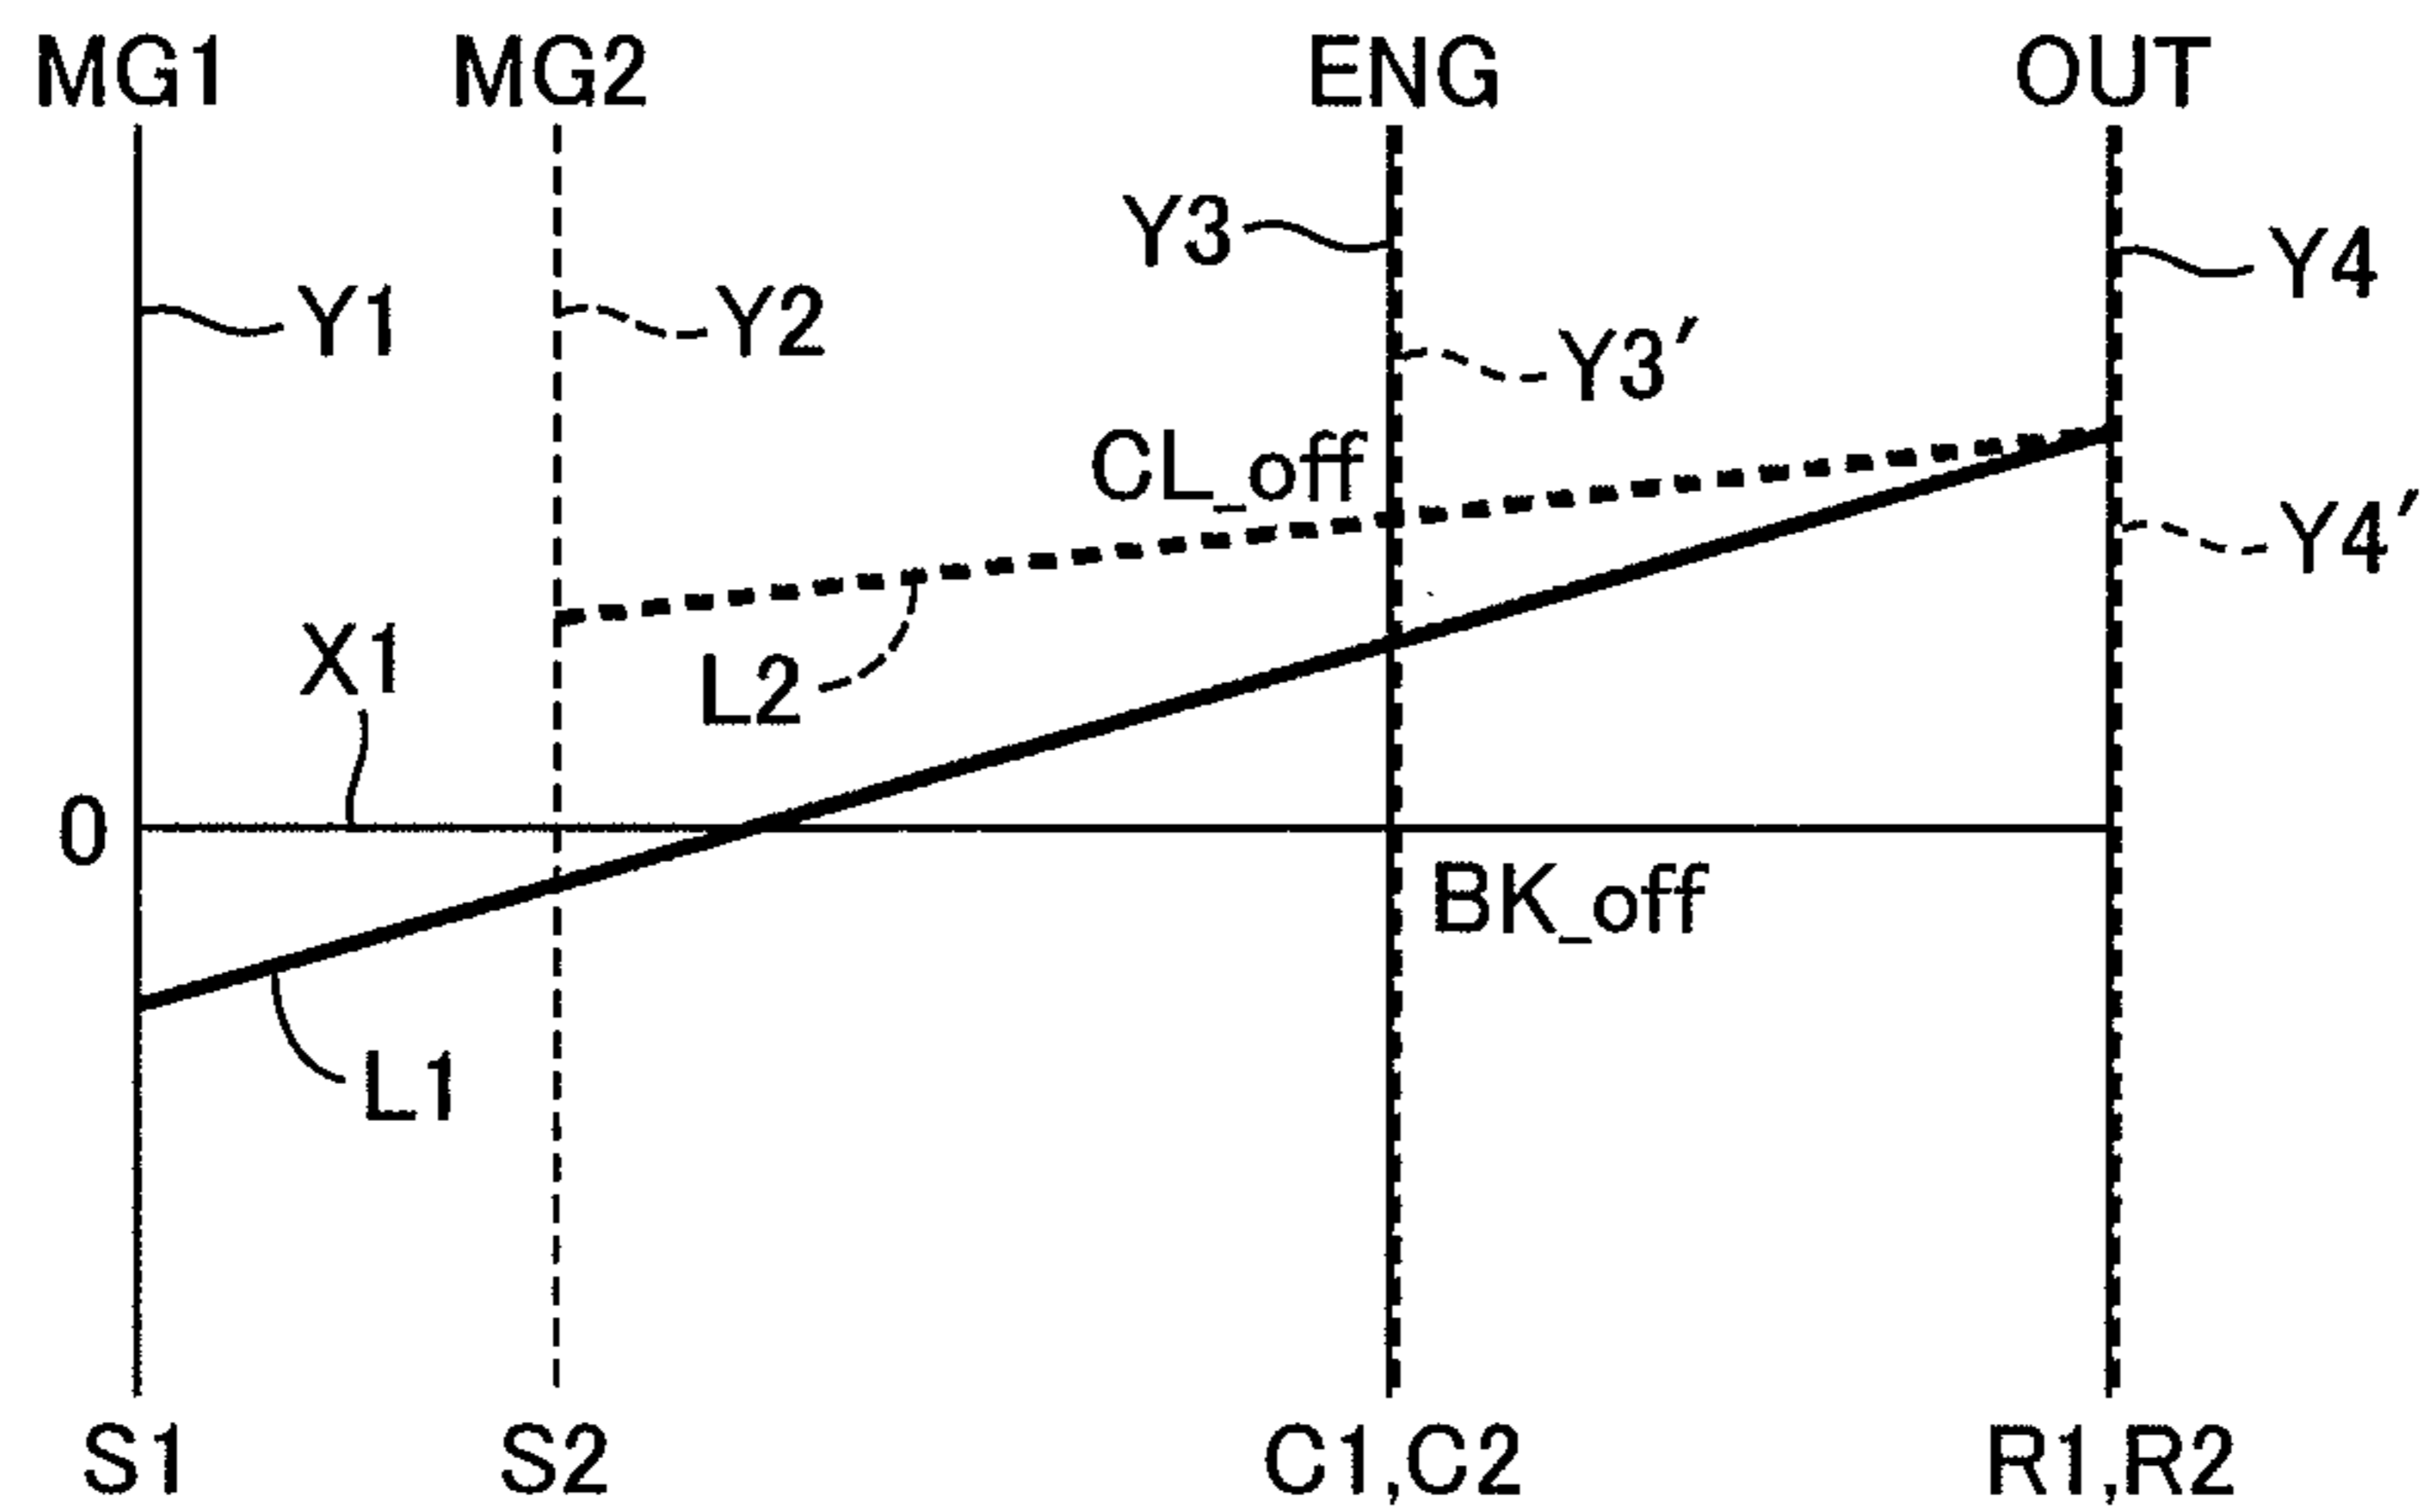 MG1 MG2 ENG OUT
Y3 Y4
Y1 Y2 Y3′
CL_off
Y4′
X1 L2
0
BK_off
L1
S1 S2 C1,C2 R1,R2